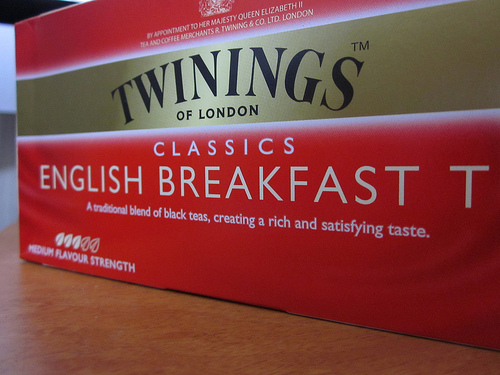 BY APPOINTMENT TO HER MAJESTY QUEEN ELIZABETH II
TEA AND COFFEE MERCHANTS R. TWINING & CO. LTD. LONDON
TWININGS™
OF LONDON
CLASSICS
ENGLISH BREAKFAST T
A traditional blend of black teas, creating a rich and satisfying taste.
MEDIUM FLAVOUR STRENGTH